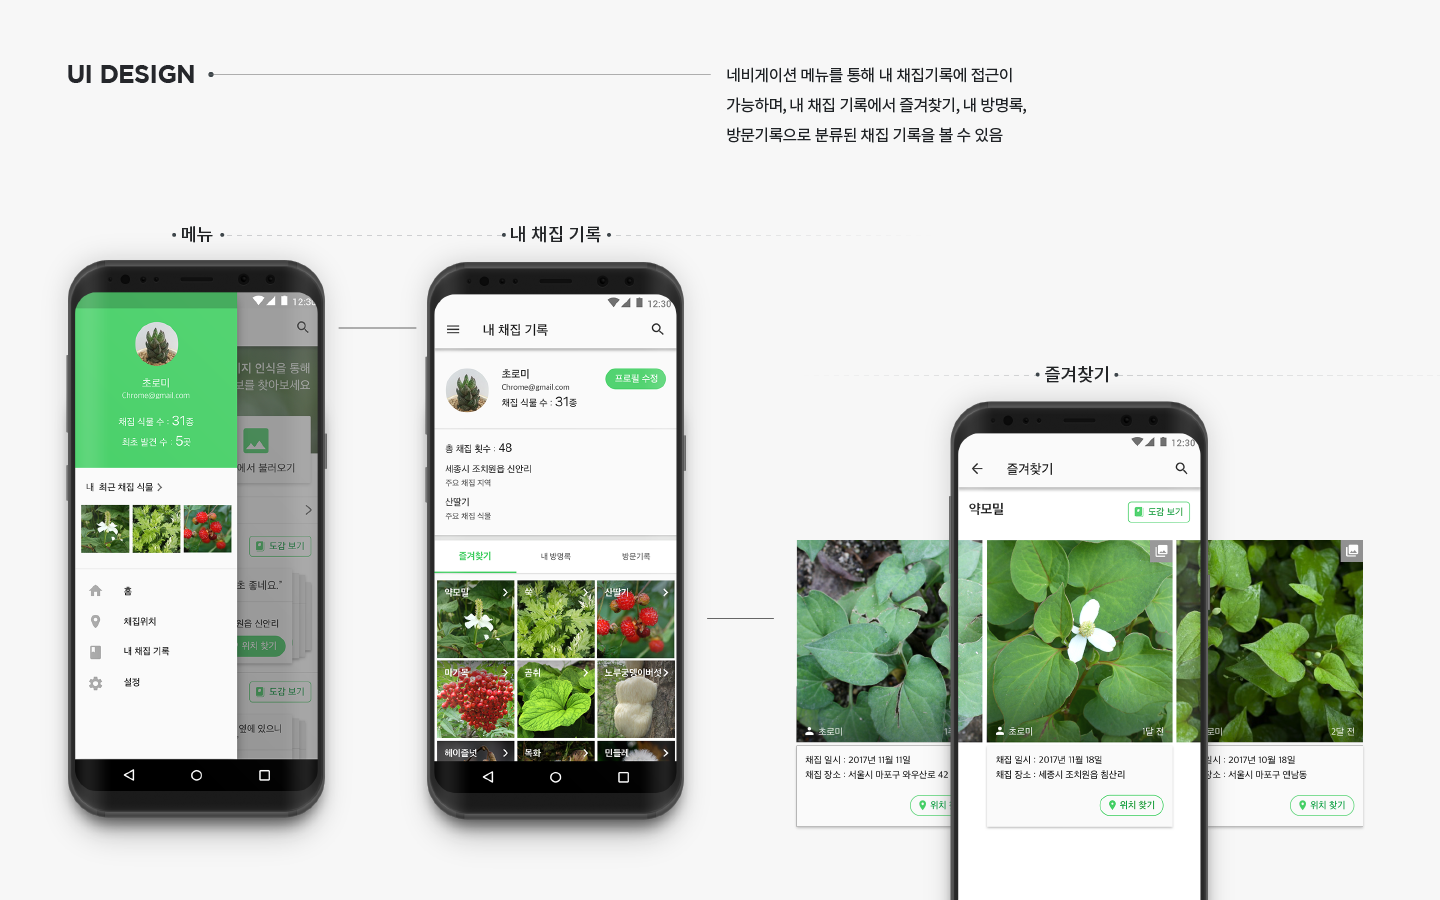 UI DESIGN
네비게이션 메뉴를 통해 내 채집기록에 접근이
가능하며, 내 채집 기록에서 즐겨찾기, 내 방명록,
방문기록으로 분류된 채집 기록을 볼 수 있음
메뉴
내 채집 기록
12:30
초로미
Chrome@gmail.com
채집 식물 수 : 31종
최초 발견 수 : 5곳
지 인식을 통해
보를 찾아보세요
에서 불러오기
내 최근 채집 식물
도감 보기
초 좋네요."
원읍 신안리
위치 찾기
도감 보기
옆에 있으니
홈
채집위치
내 채집 기록
설정
12:30
내 채집 기록
초로미
Chrome@gmail.com
채집 식물 수 : 31종
프로필 수정
총 채집 횟수 : 48
세종시 조치원읍 신안리
주요 채집 지역
산딸기
주요 채집 식물
즐겨찾기
내 방명록
방문기록
약모밀
쑥
산딸기
마가목
곰취
노루궁뎅이버섯
헤이즐넛
목화
민들레
즐겨찾기
12:30
즐겨찾기
약모밀
도감 보기
초로미
채집 일시 : 2017년 11월 11일
채집 장소 : 서울시 마포구 와우산로 42
위치
초로미
1달 전
채집 일시 : 2017년 11월 18일
채집 장소 : 세종시 조치원읍 침산리
위치 찾기
로미
2달 전
일시 : 2017년 10월 18일
장소 : 서울시 마포구 연남동
위치 찾기